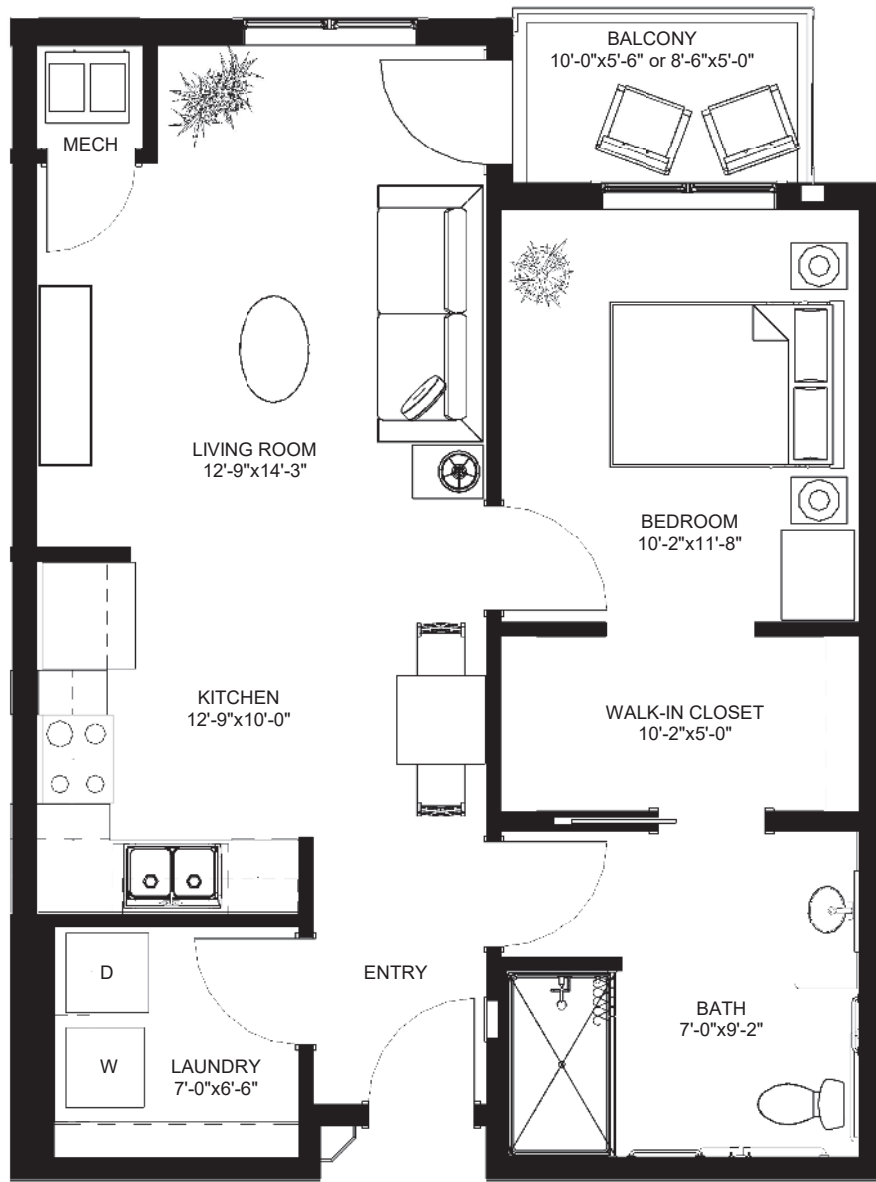 BALCONY
10'-0"x5'-6" or 8'-6"x5'-0"
MECH
LIVING ROOM
12'-9"x14'-3"
BEDROOM
10'-2"x11'-8"
KITCHEN
12'-9"x10'-0"
WALK-IN CLOSET
10'-2"x5'-0"
D
ENTRY
W
LAUNDRY
7'-0"x6'-6"
BATH
7'-0"x9'-2"